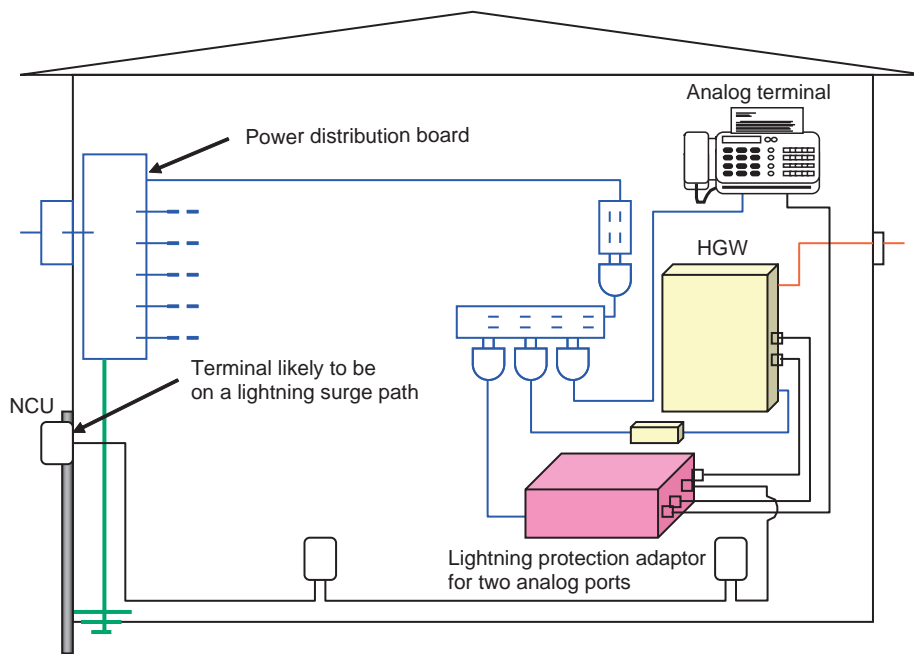 Analog terminal
Power distribution board
HGW
Terminal likely to be
on a lightning surge path
NCU
Lightning protection adaptor
for two analog ports